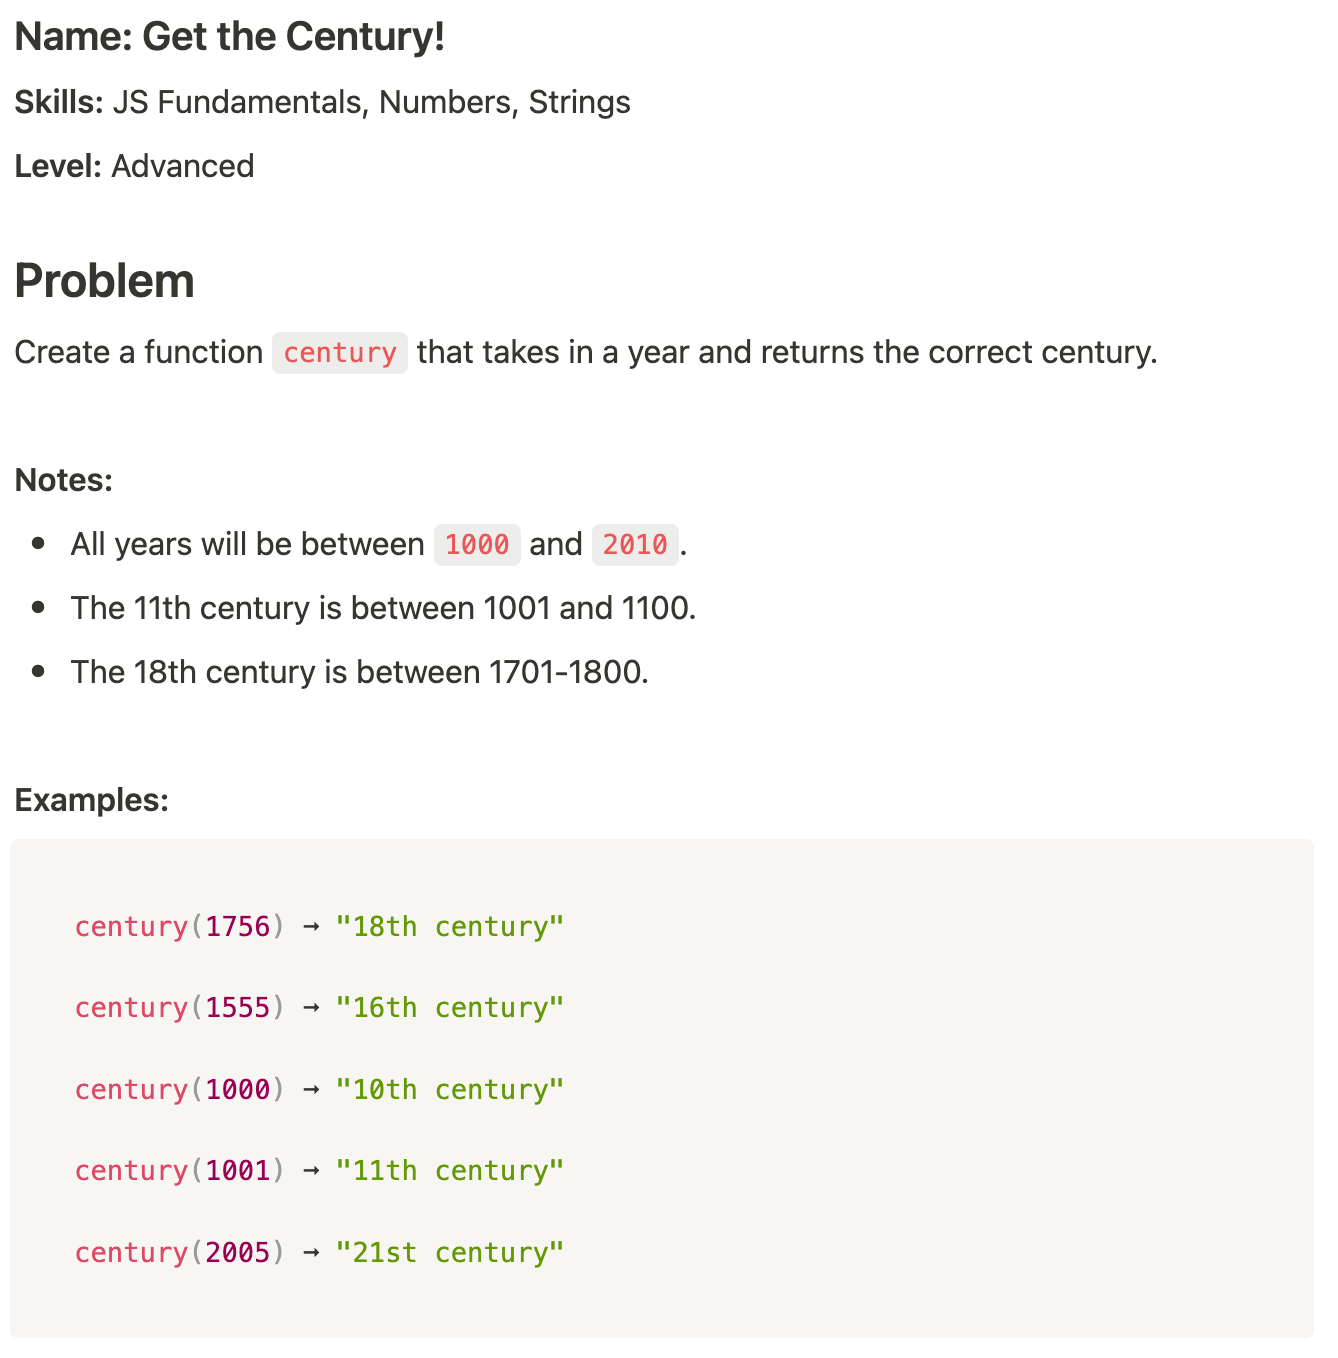 Name: Get the Century!
Skills: JS Fundamentals, Numbers, Strings
Level: Advanced
Problem
Create a function century that takes in a year and returns the correct century.
Notes:
• All years will be between 1000 and 2010.
• The 11th century is between 1001 and 1100.
• The 18th century is between 1701-1800.
Examples:
century(1756) → "18th century"
century(1555) → "16th century"
century(1000) → "10th century"
century(1001) → "11th century"
century(2005) → "21st century"